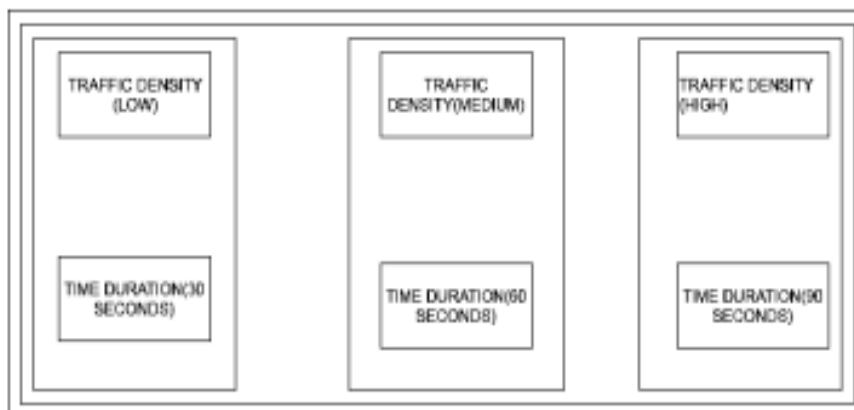 TRAFFIC DENSITY
(LOW)
TRAFFIC
DENSITY(MEDIUM)
TRAFFIC DENSITY
(HIGH)
TIME DURATION(30
SECONDS)
TIME DURATION(60
SECONDS)
TIME DURATION(90
SECONDS)